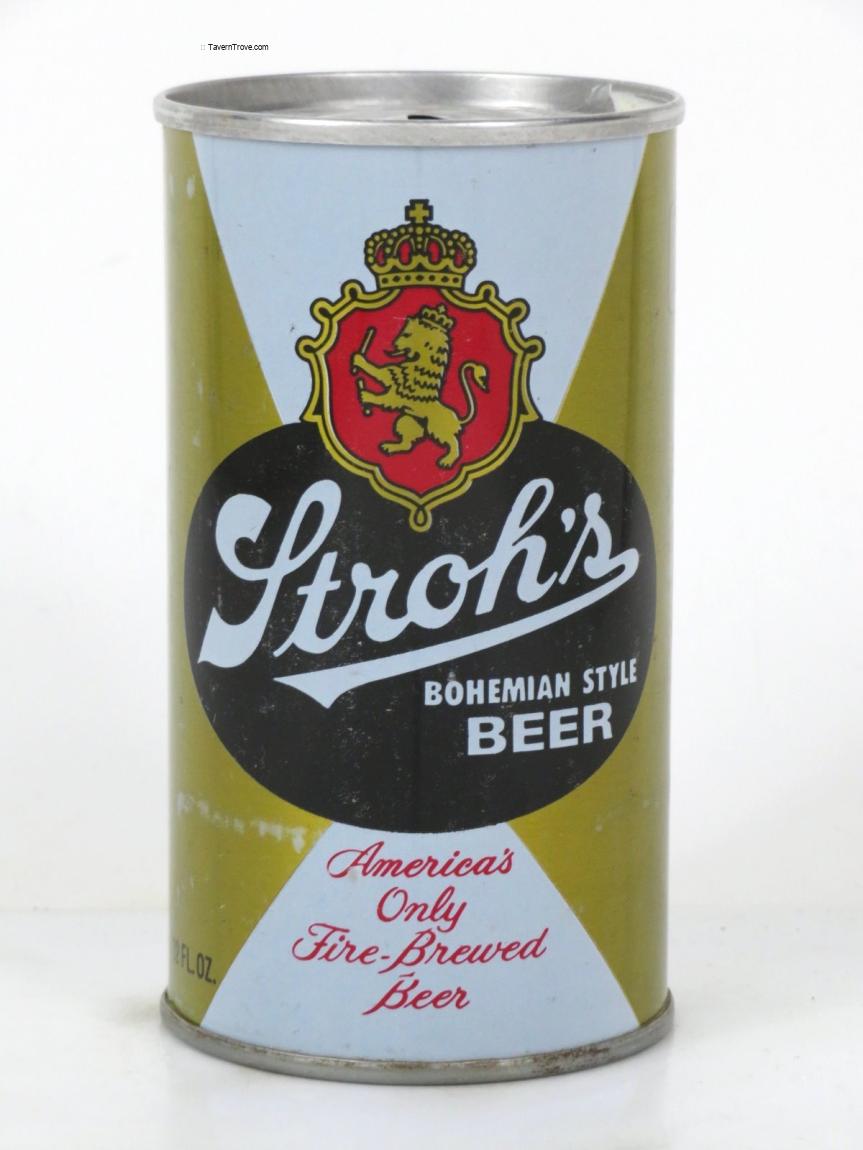 :: TavernTrove.com
Stroh's
BOHEMIAN STYLE
BEER
America's
Only
Fire-Brewed
Beer
FL. OZ.